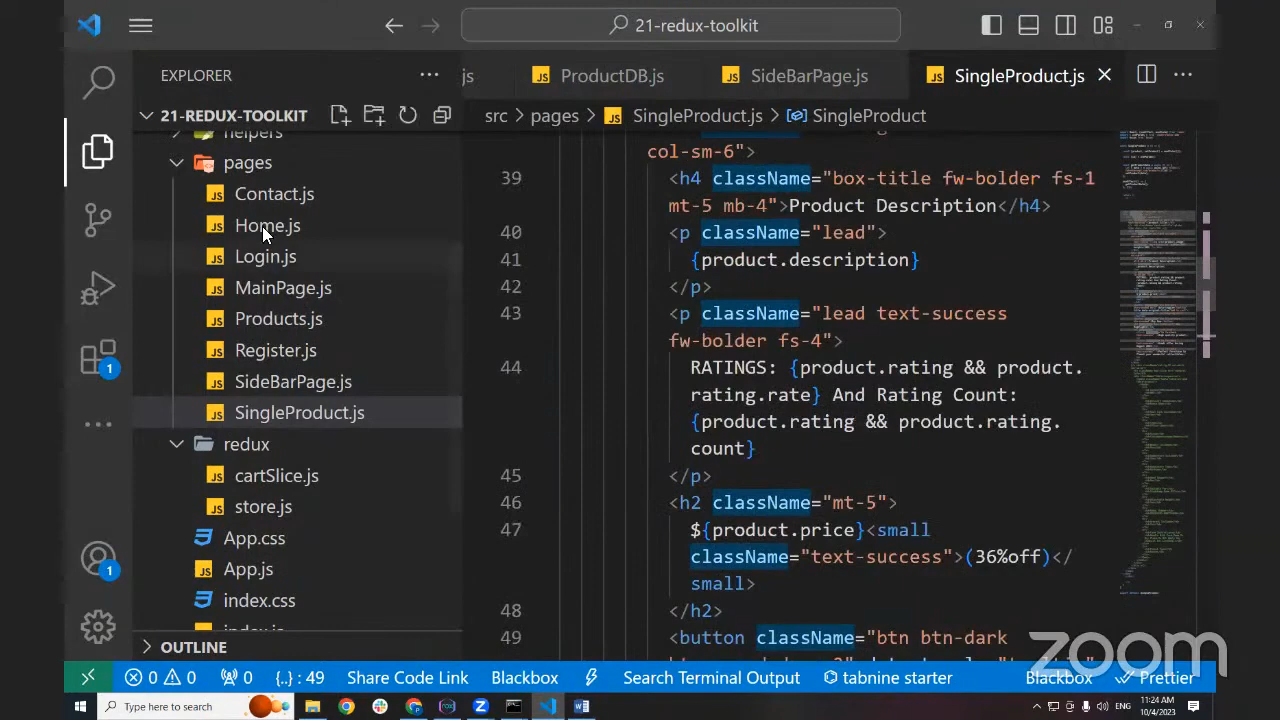 21-redux-toolkit
EXPLORER
js
ProductDB.js
SideBarPage.js
SingleProduct.js
21-REDUX-TOOLKIT
src > pages > SingleProduct.js > SingleProduct
helpers
pages
Contact.js
Home.js
Login.js
MainPage.js
Products.js
Register.js
SideBarPage.js
SingleProduct.js
redux
cartSlice.js
store.js
App.css
App.js
index.css
index.js
OUTLINE
col-sm-6">
39 <h4 className="box-title fw-bolder fs-1
mt-5 mb-4">Product Description</h4>
40 <p className="lead">
41 {product.description}
42 </p>
43 <p className="lead text-success
fw-bolder fs-4">
44 RATINGS: {product.rating && product.
rating.rate} And Rating Count:
{product.rating && product.rating.
count}
45 </p>
46 <h2 className="mt-5">
47 ${product.price}<small
className="text-success">(36%off)</
small>
48 </h2>
49 <button className="btn btn-dark
zoom
1
1
0 0 0 {..} : 49 Share Code Link Blackbox Search Terminal Output tabnine starter Blackbox Prettier
Type here to search
ENG
11:24 AM
10/4/2023